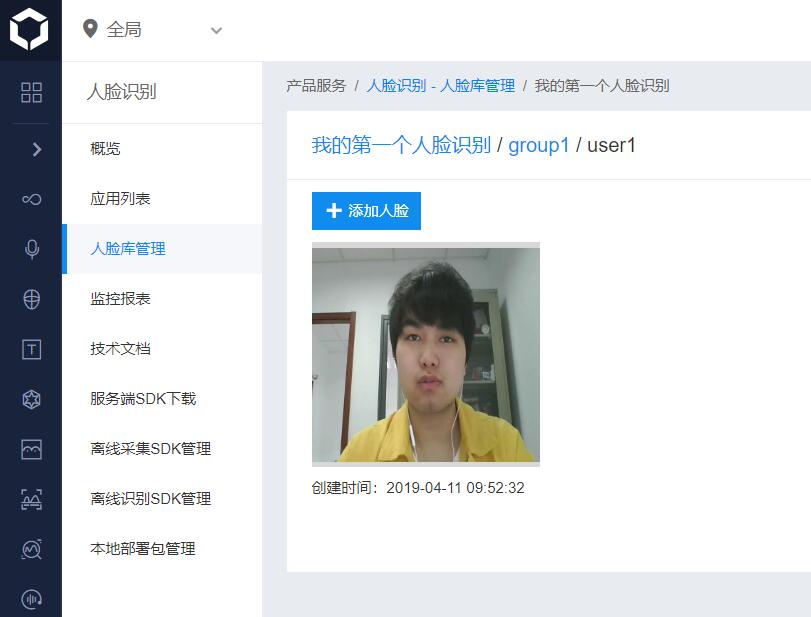 全局
人脸识别
概览
应用列表
人脸库管理
监控报表
技术文档
服务端SDK下载
离线采集SDK管理
离线识别SDK管理
本地部署包管理
产品服务 / 人脸识别 - 人脸库管理 / 我的第一个人脸识别
我的第一个人脸识别 / group1 / user1
添加人脸
创建时间：2019-04-11 09:52:32